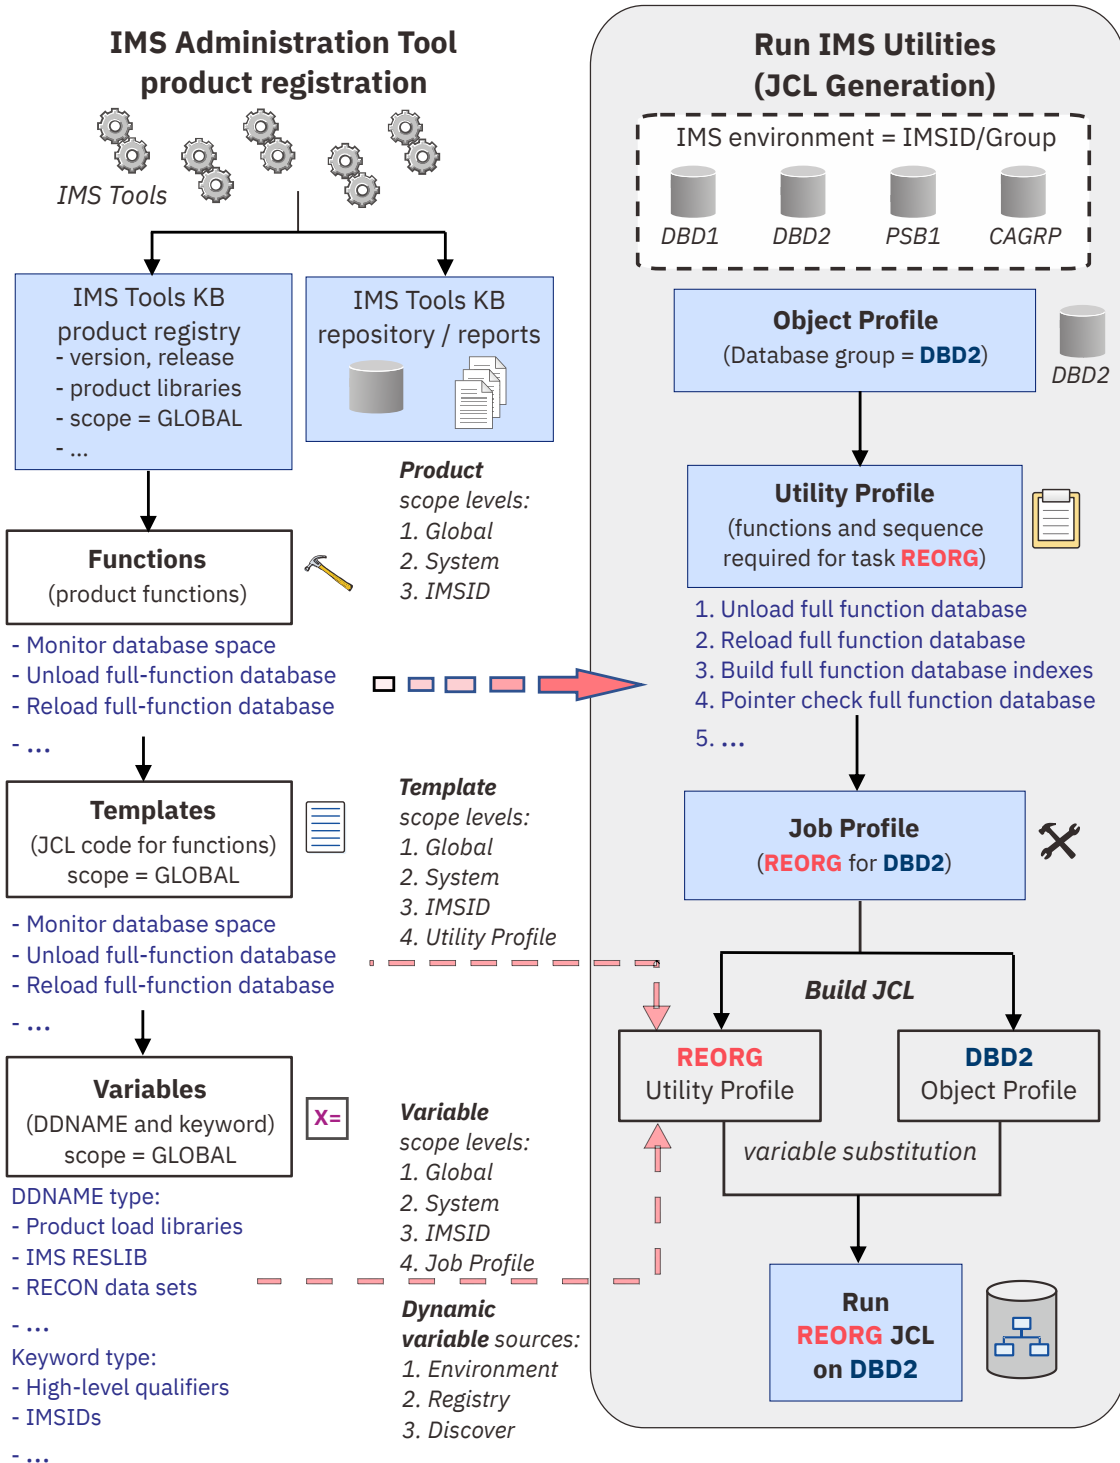 IMS Administration Tool
product registration
IMS Tools
IMS Tools KB
product registry
- version, release
- product libraries
- scope = GLOBAL
- ...
IMS Tools KB
repository / reports
Product
scope levels:
1. Global
2. System
3. IMSID
Functions
(product functions)
- Monitor database space
- Unload full-function database
- Reload full-function database
- ...
Templates
(JCL code for functions)
scope = GLOBAL
Template
scope levels:
1. Global
2. System
3. IMSID
4. Utility Profile
- Monitor database space
- Unload full-function database
- Reload full-function database
- ...
Variables
(DDNAME and keyword)
scope = GLOBAL
X=
Variable
scope levels:
1. Global
2. System
3. IMSID
4. Job Profile
DDNAME type:
- Product load libraries
- IMS RESLIB
- RECON data sets
- ...
Keyword type:
- High-level qualifiers
- IMSIDs
- ...
Dynamic
variable sources:
1. Environment
2. Registry
3. Discover
Run IMS Utilities
(JCL Generation)
IMS environment = IMSID/Group
DBD1
DBD2
PSB1
CAGRP
Object Profile
(Database group = DBD2)
DBD2
Utility Profile
(functions and sequence
required for task REORG)
1. Unload full function database
2. Reload full function database
3. Build full function database indexes
4. Pointer check full function database
5. ...
Job Profile
(REORG for DBD2)
Build JCL
REORG
Utility Profile
DBD2
Object Profile
variable substitution
Run
REORG JCL
on DBD2